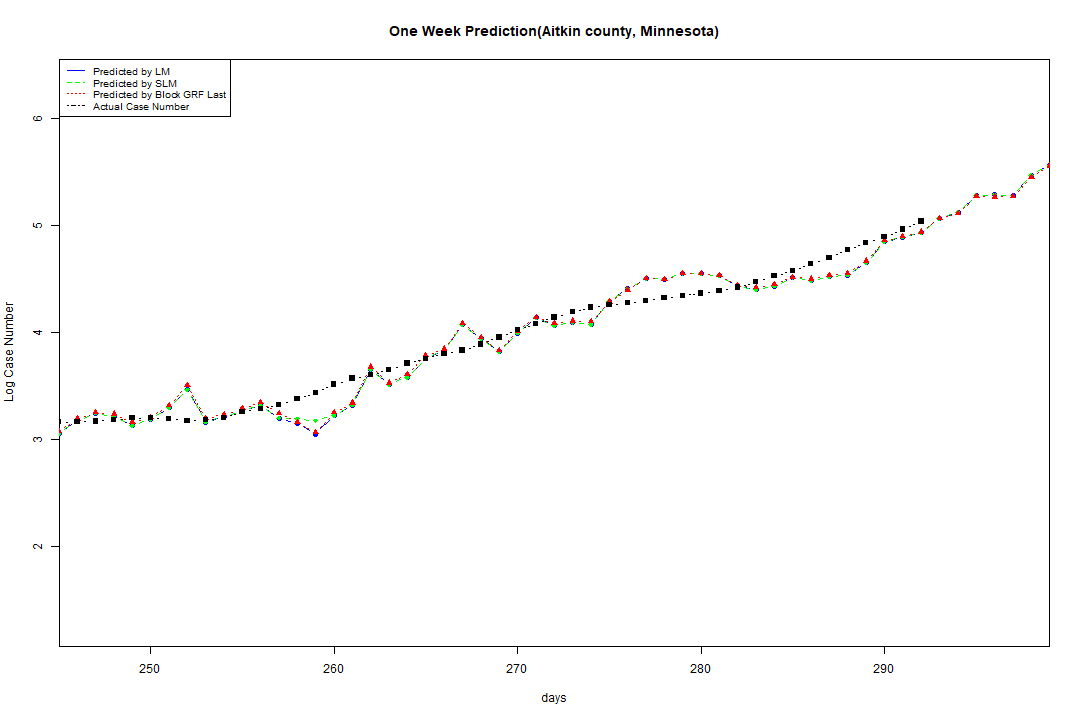 One Week Prediction(Aitkin county, Minnesota)
Predicted by LM
Predicted by SLM
Predicted by Block GRF Last
Actual Case Number
6
5
4
3
2
Log Case Number
250 260 270 280 290
days